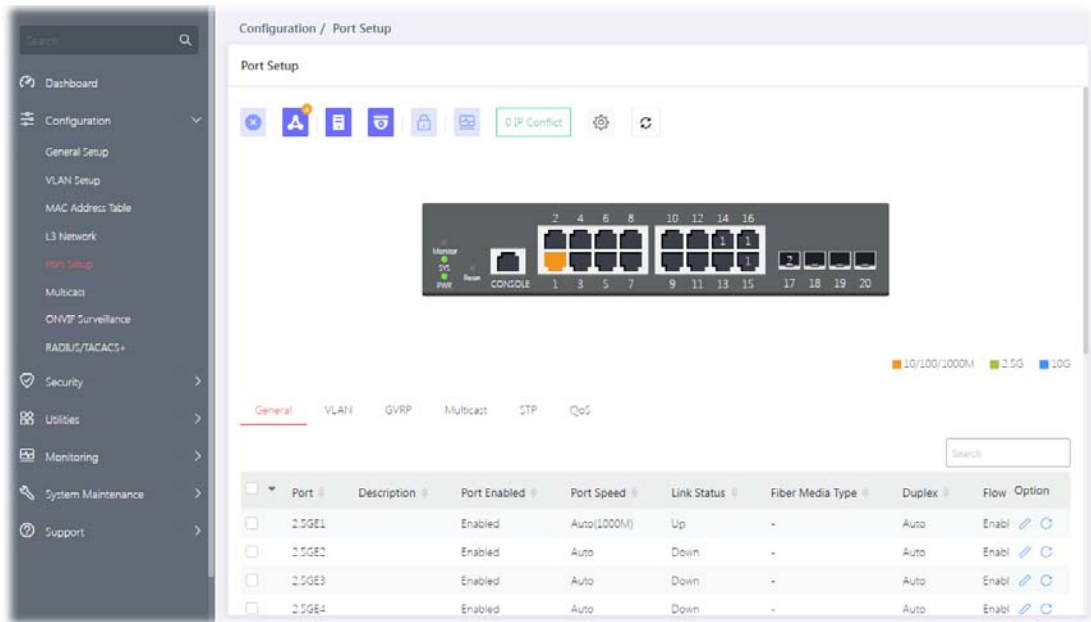 Search
Dashboard
Configuration
General Setup
VLAN Setup
MAC Address Table
L3 Network
Port Setup
Multicast
ONVIF Surveillance
RADIUS/TACACS+
Security
Utilities
Monitoring
System Maintenance
Support
Configuration / Port Setup
Port Setup
4
0 IP Conflict
2 4 6 8 10 12 14 16
1 1
1
2
Monitor
SYS
PWR
Reset
CONSOLE
1 3 5 7 9 11 13 15 17 18 19 20
10/100/1000M 2.5G 10G
General VLAN GVRP Multicast STP QoS
Search
Port Description Port Enabled Port Speed Link Status Fiber Media Type Duplex Flow Option
2.5GE1 Enabled Auto(1000M) Up - Auto Enabl
2.5GE2 Enabled Auto Down - Auto Enabl
2.5GE3 Enabled Auto Down - Auto Enabl
2.5GE4 Enabled Auto Down - Auto Enabl